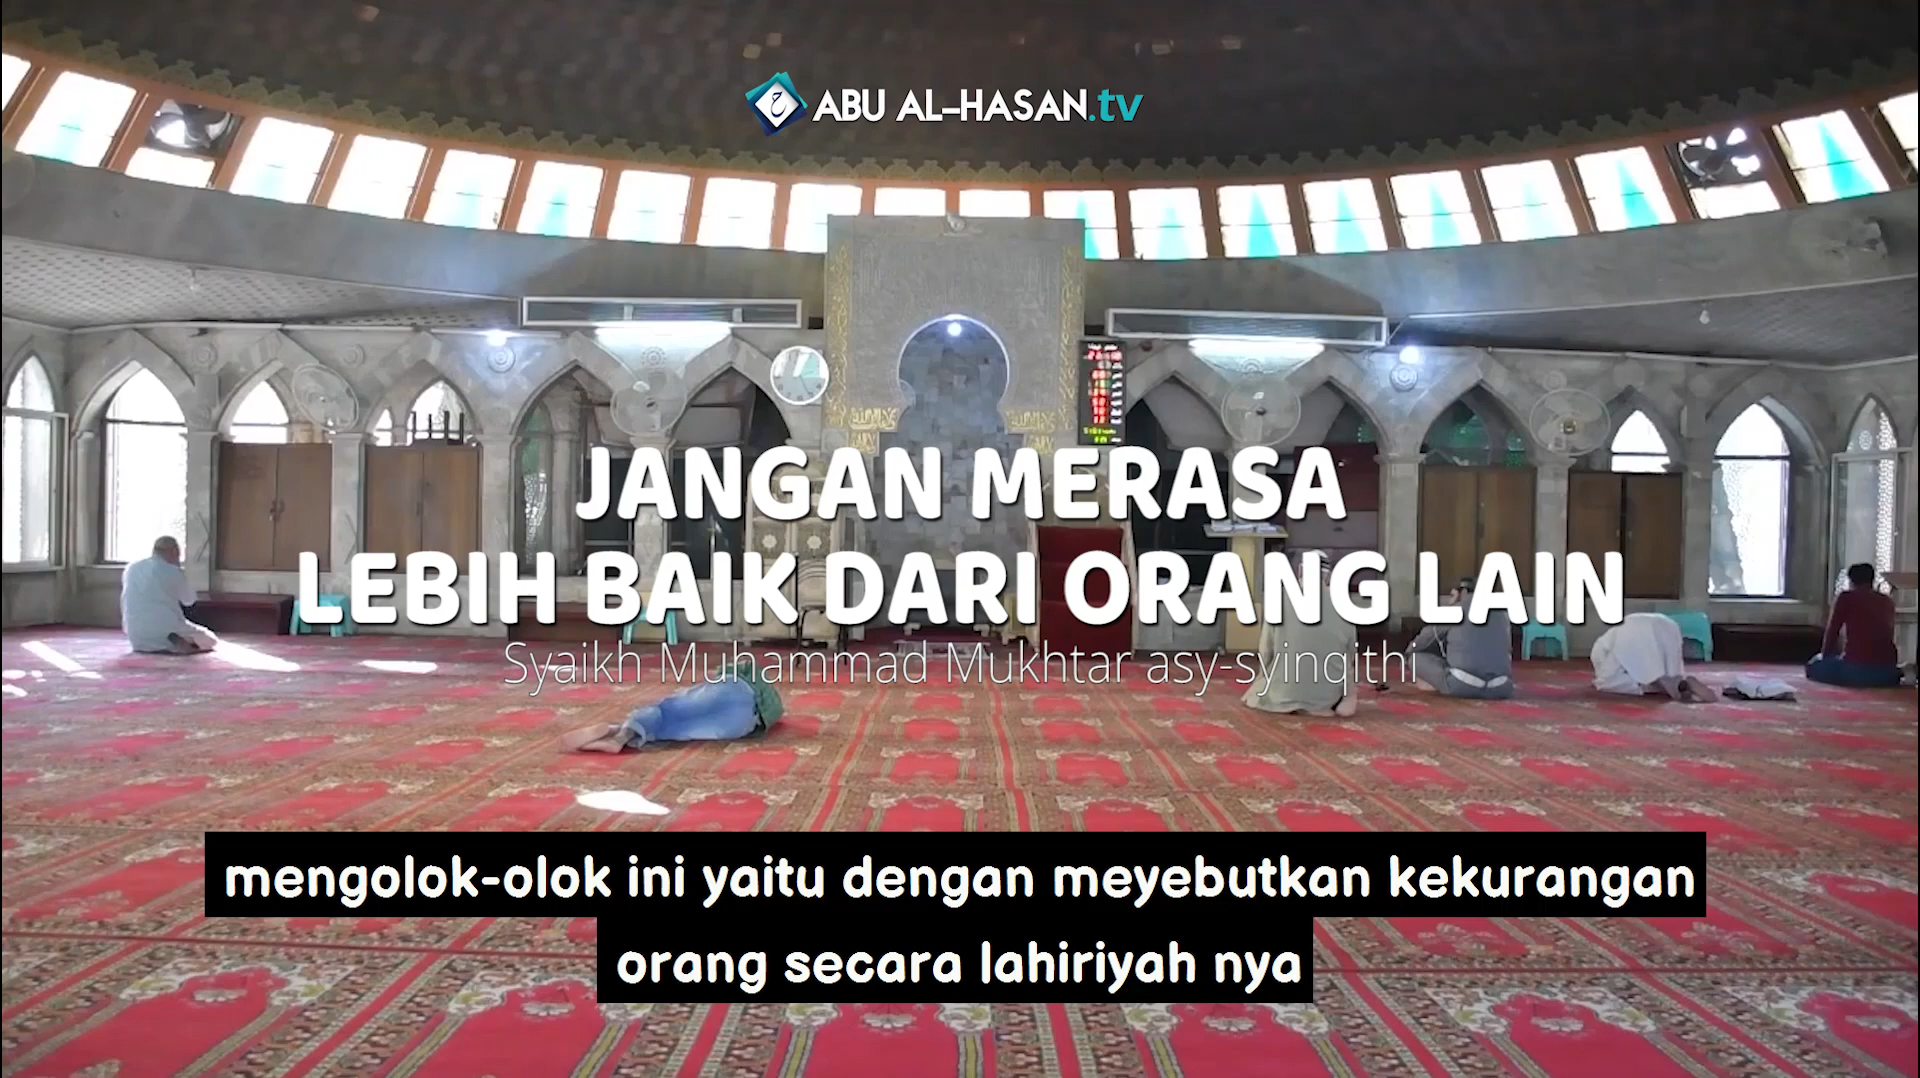 ABU AL-HASAN.tv
JANGAN MERASA
LEBIH BAIK DARI ORANG LAIN
Syaikh Muhammad Mukhtar asy-syinqithi
mengolok-olok ini yaitu dengan meyebutkan kekurangan
orang secara lahiriyah nya